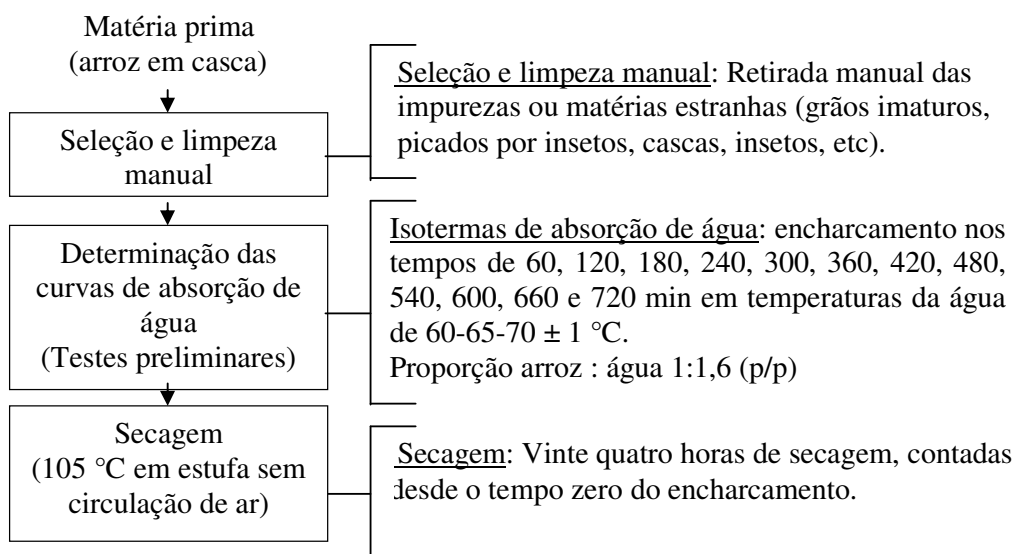 Matéria prima
(arroz em casca)
Seleção e limpeza
manual
Seleção e limpeza manual: Retirada manual das
impurezas ou matérias estranhas (grãos imaturos,
picados por insetos, cascas, insetos, etc).
Determinação das
curvas de absorção de
água
(Testes preliminares)
Isotermas de absorção de água: encharcamento nos
tempos de 60, 120, 180, 240, 300, 360, 420, 480,
540, 600, 660 e 720 min em temperaturas da água
de 60-65-70 ± 1 °C.
Proporção arroz : água 1:1,6 (p/p)
Secagem
(105 °C em estufa sem
circulação de ar)
Secagem: Vinte quatro horas de secagem, contadas
desde o tempo zero do encharcamento.